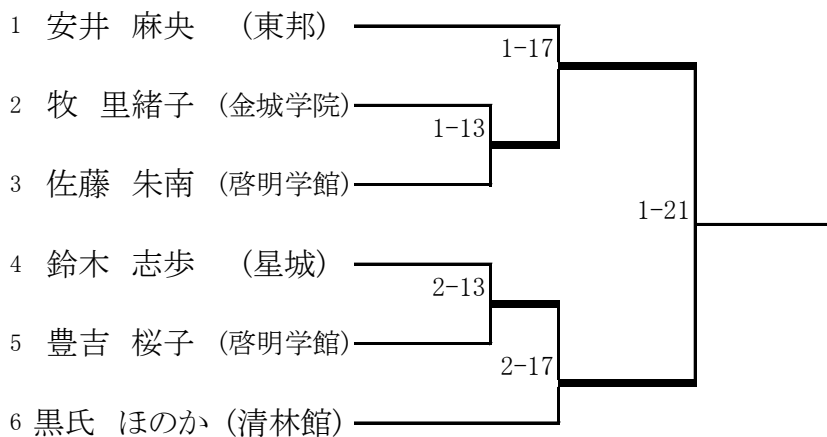 1 安井 麻央 (東邦)
1-17
2 牧 里緒子 (金城学院)
1-13
3 佐藤 朱南 (啓明学館)
1-21
4 鈴木 志歩 (星城)
2-13
5 豊吉 桜子 (啓明学館)
2-17
6 黒氏 ほのか (清林館)